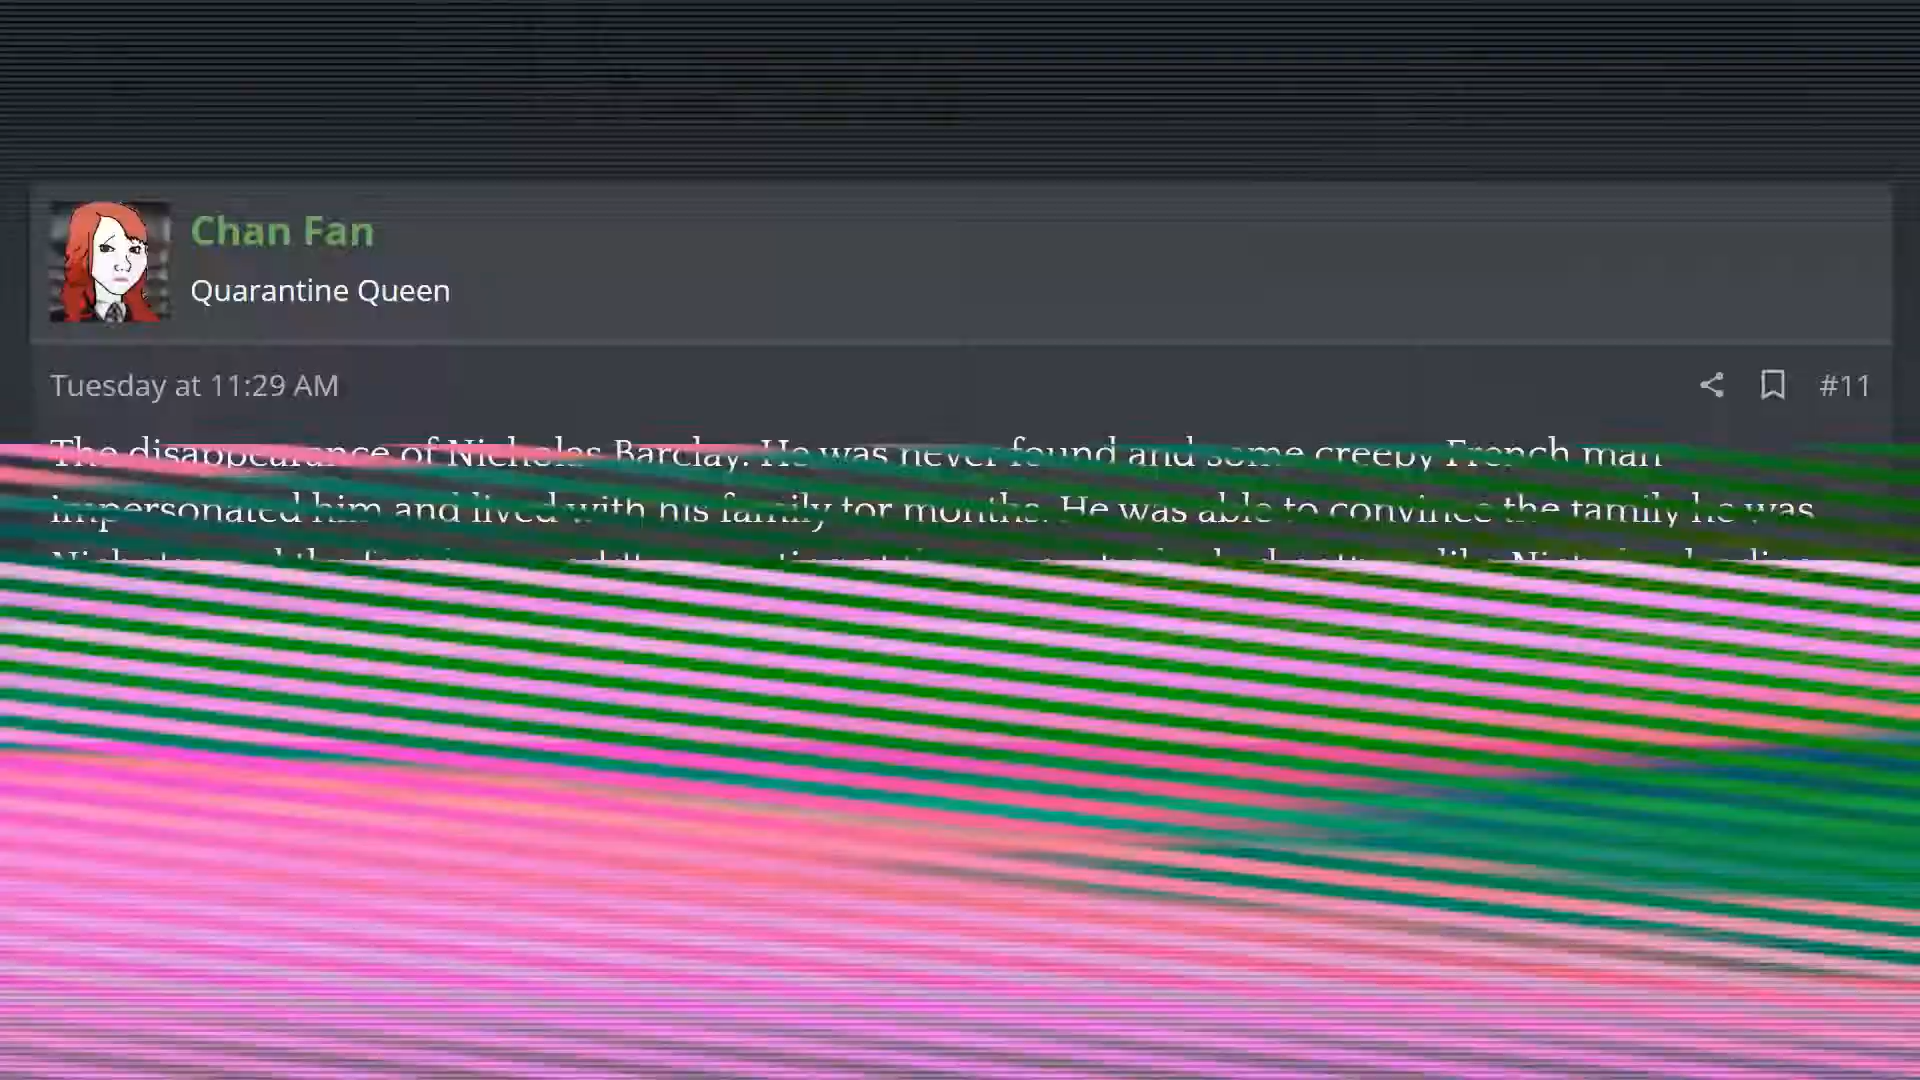 Chan Fan
Quarantine Queen
Tuesday at 11:29 AM
#11
The disappearance of Nicholas Barclay. He was never found and some creepy French man
impersonated him and lived with his family for months. He was able to convince the family he was